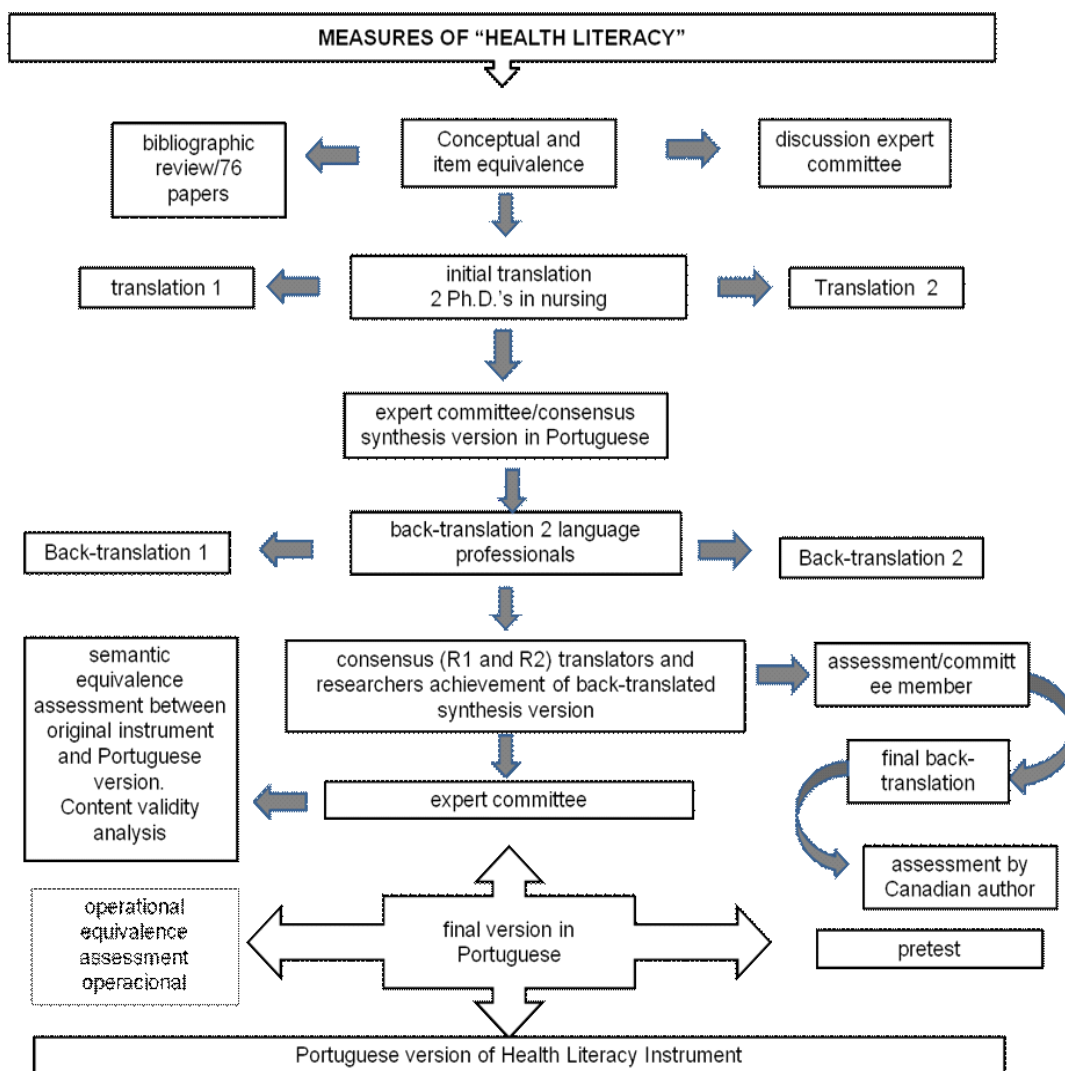 MEASURES OF “HEALTH LITERACY”
bibliographic
review/76
papers
Conceptual and
item equivalence
discussion expert
committee
translation 1
initial translation
2 Ph.D.'s in nursing
Translation 2
expert committee/consensus
synthesis version in Portuguese
Back-translation 1
back-translation 2 language
professionals
Back-translation 2
semantic
equivalence
assessment between
original instrument
and Portuguese
version.
Content validity
analysis
consensus (R1 and R2) translators and
researchers achievement of back-translated
synthesis version
assessment/committ
ee member
final back-
translation
expert committee
assessment by
Canadian author
operational
equivalence
assessment
operacional
final version in
Portuguese
pretest
Portuguese version of Health Literacy Instrument